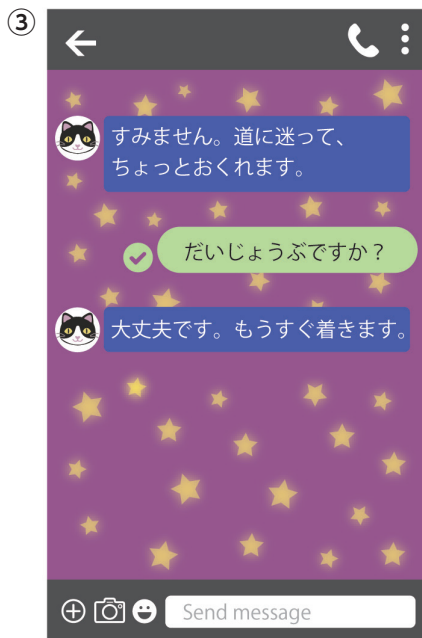 ③
すみません。道に迷って、
ちょっとおくれます。
だいじょうぶですか？
大丈夫です。もうすぐ着きます。
Send message